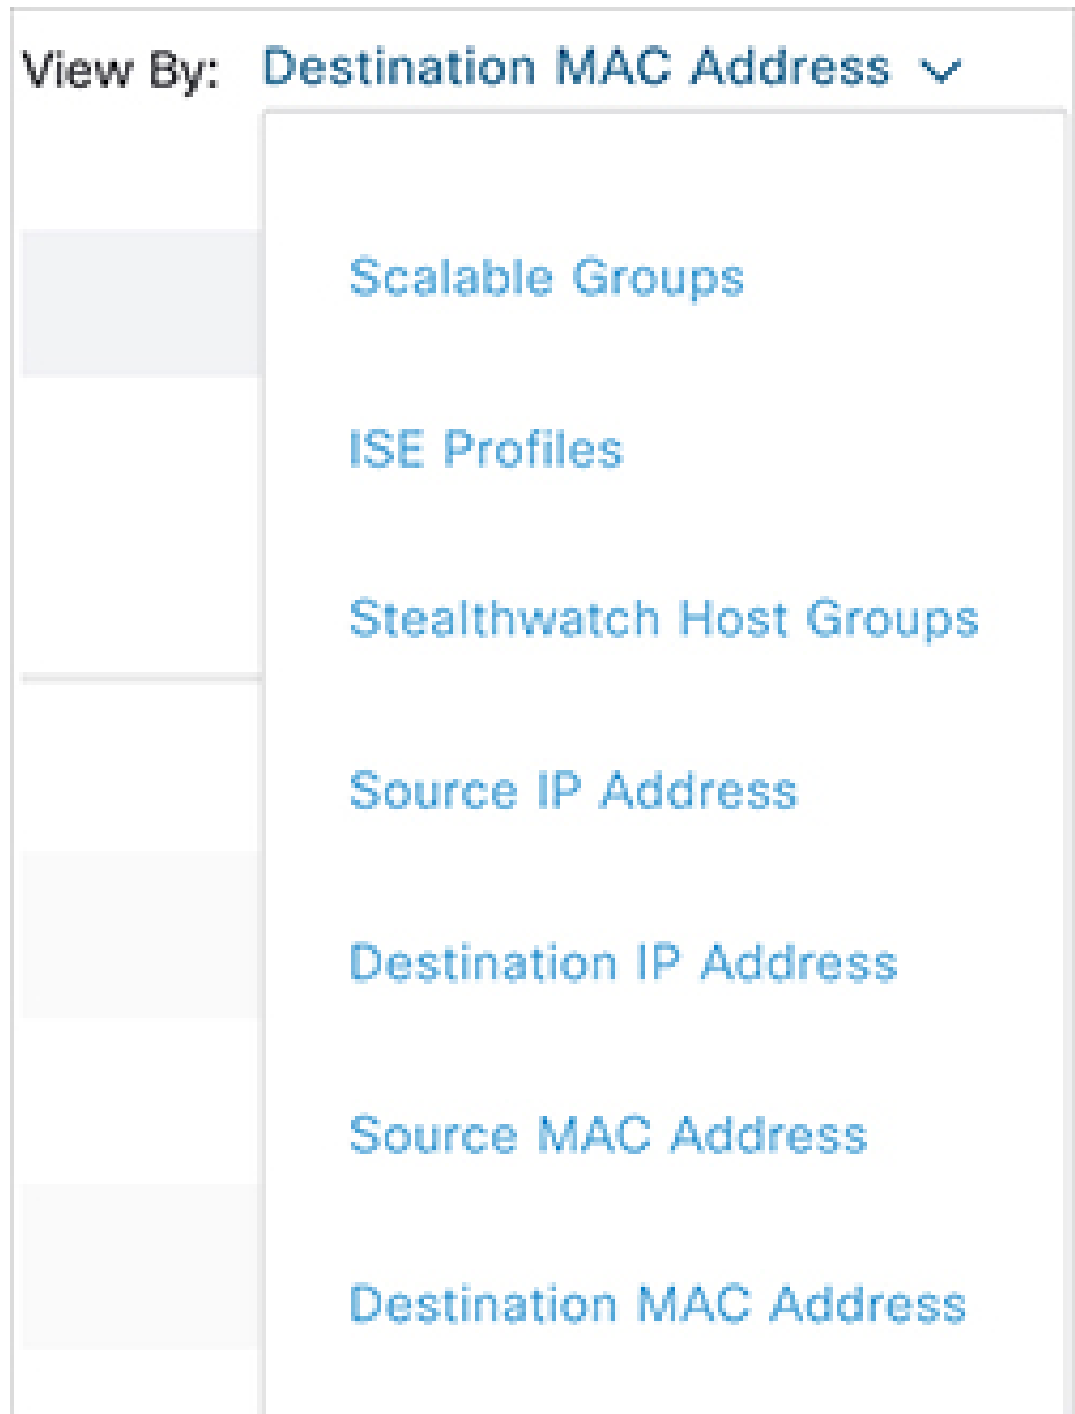 View By: Destination MAC Address
Scalable Groups
ISE Profiles
Stealthwatch Host Groups
Source IP Address
Destination IP Address
Source MAC Address
Destination MAC Address